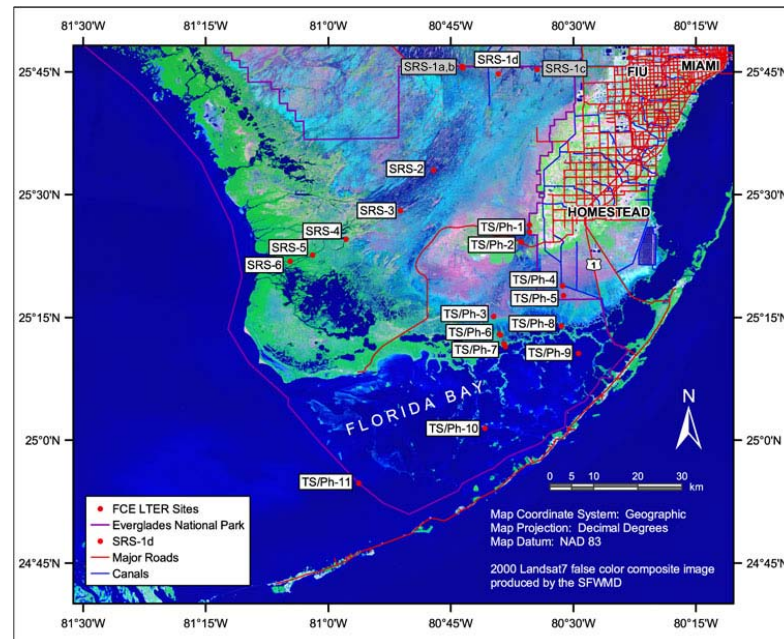 81°30'W 81°15'W 81°0'W 80°45'W 80°30'W 80°15'W
25°45'N 25°45'N
SRS-1a,b
SRS-1d
SRS-1c
FIU
MIAMI
25°30'N 25°30'N
SRS-2
SRS-3
HOMESTEAD
SRS-4
TS/Ph-1
SRS-5
TS/Ph-2
SRS-6
1
TS/Ph-4
TS/Ph-5
25°15'N 25°15'N
TS/Ph-3
TS/Ph-8
TS/Ph-6
TS/Ph-7
TS/Ph-9
FLORIDA BAY
N
25°0'N 25°0'N
TS/Ph-10
TS/Ph-11
0 5 10 20 30
km
FCE LTER Sites
Everglades National Park
SRS-1d
Major Roads
Canals
Map Coordinate System: Geographic
Map Projection: Decimal Degrees
Map Datum: NAD 83
2000 Landsat7 false color composite image
produced by the SFWMD
24°45'N 24°45'N
81°30'W 81°15'W 81°0'W 80°45'W 80°30'W 80°15'W